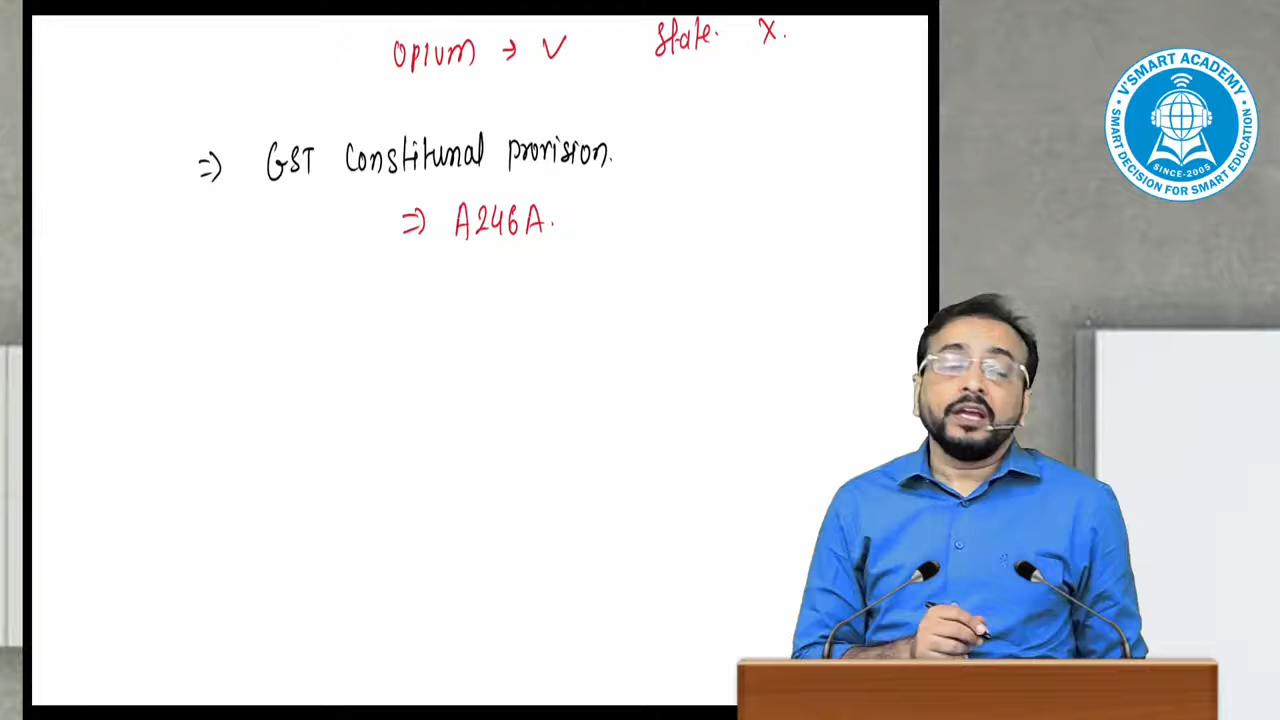 opium → ✓ state. X.
⇒ GST Constitunal provision.
⇒ A246A.
V'SMART ACADEMY
SINCE-2005
• SMART DECISION FOR SMART EDUCATION •